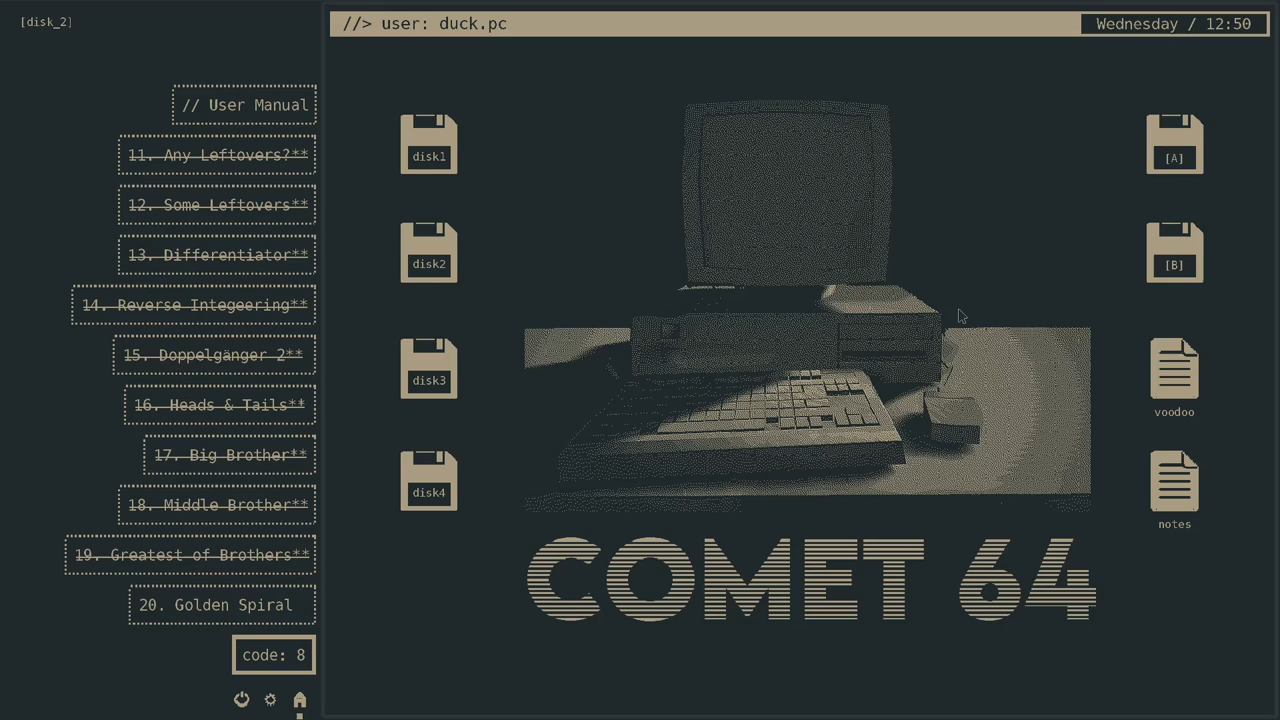 [disk_2]
//> user: duck.pc
Wednesday / 12:50
// User Manual
11. Any Leftovers?**
12. Some Leftovers**
13. Differentiator**
14. Reverse Integeering**
15. Doppelgänger 2**
16. Heads & Tails**
17. Big Brother**
18. Middle Brother**
19. Greatest of Brothers**
20. Golden Spiral
code: 8
disk1
disk2
disk3
disk4
[A]
[B]
voodoo
notes
COMET 64